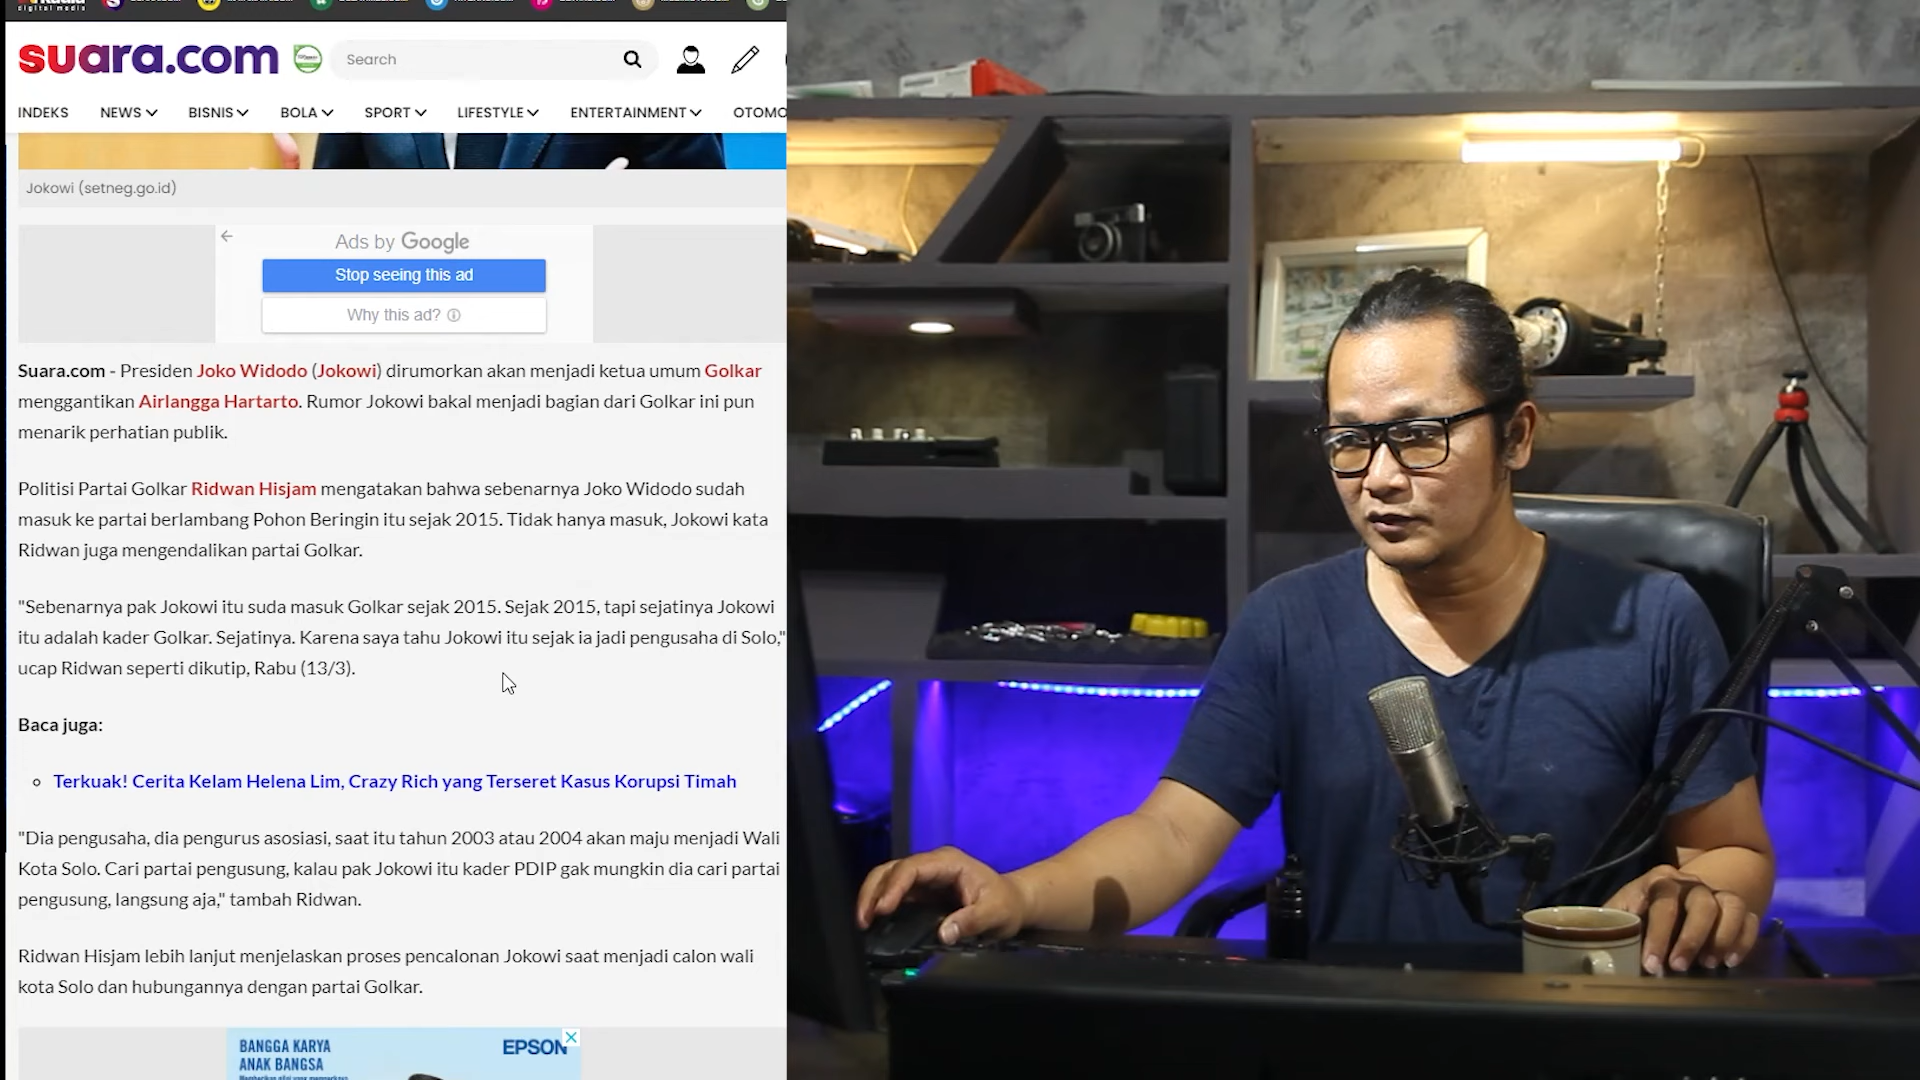 digital media
suara.com
Search
INDEKS NEWS BISNIS BOLA SPORT LIFESTYLE ENTERTAINMENT OTOMO
Jokowi (setneg.go.id)
Ads by Google
Stop seeing this ad
Why this ad?
Suara.com - Presiden Joko Widodo (Jokowi) dirumorkan akan menjadi ketua umum Golkar
menggantikan Airlangga Hartarto. Rumor Jokowi bakal menjadi bagian dari Golkar ini pun
menarik perhatian publik.
Politisi Partai Golkar Ridwan Hisjam mengatakan bahwa sebenarnya Joko Widodo sudah
masuk ke partai berlambang Pohon Beringin itu sejak 2015. Tidak hanya masuk, Jokowi kata
Ridwan juga mengendalikan partai Golkar.
"Sebenarnya pak Jokowi itu suda masuk Golkar sejak 2015. Sejak 2015, tapi sejatinya Jokowi
itu adalah kader Golkar. Sejatinya. Karena saya tahu Jokowi itu sejak ia jadi pengusaha di Solo,"
ucap Ridwan seperti dikutip, Rabu (13/3).
Baca juga:
Terkuak! Cerita Kelam Helena Lim, Crazy Rich yang Terseret Kasus Korupsi Timah
"Dia pengusaha, dia pengurus asosiasi, saat itu tahun 2003 atau 2004 akan maju menjadi Wali
Kota Solo. Cari partai pengusung, kalau pak Jokowi itu kader PDIP gak mungkin dia cari partai
pengusung, langsung aja," tambah Ridwan.
Ridwan Hisjam lebih lanjut menjelaskan proses pencalonan Jokowi saat menjadi calon wali
kota Solo dan hubungannya dengan partai Golkar.
BANGGA KARYA
ANAK BANGSA
EPSON